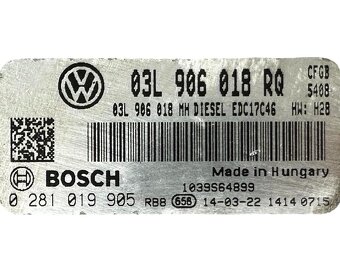 03L 906 018 RQ CFGB
5408
03L 906 018 MH DIESEL EDC17C46 HW: H28
Made in Hungary
BOSCH 1039S64899
0 281 019 905 RB8 658 14-03-22 1414 0715